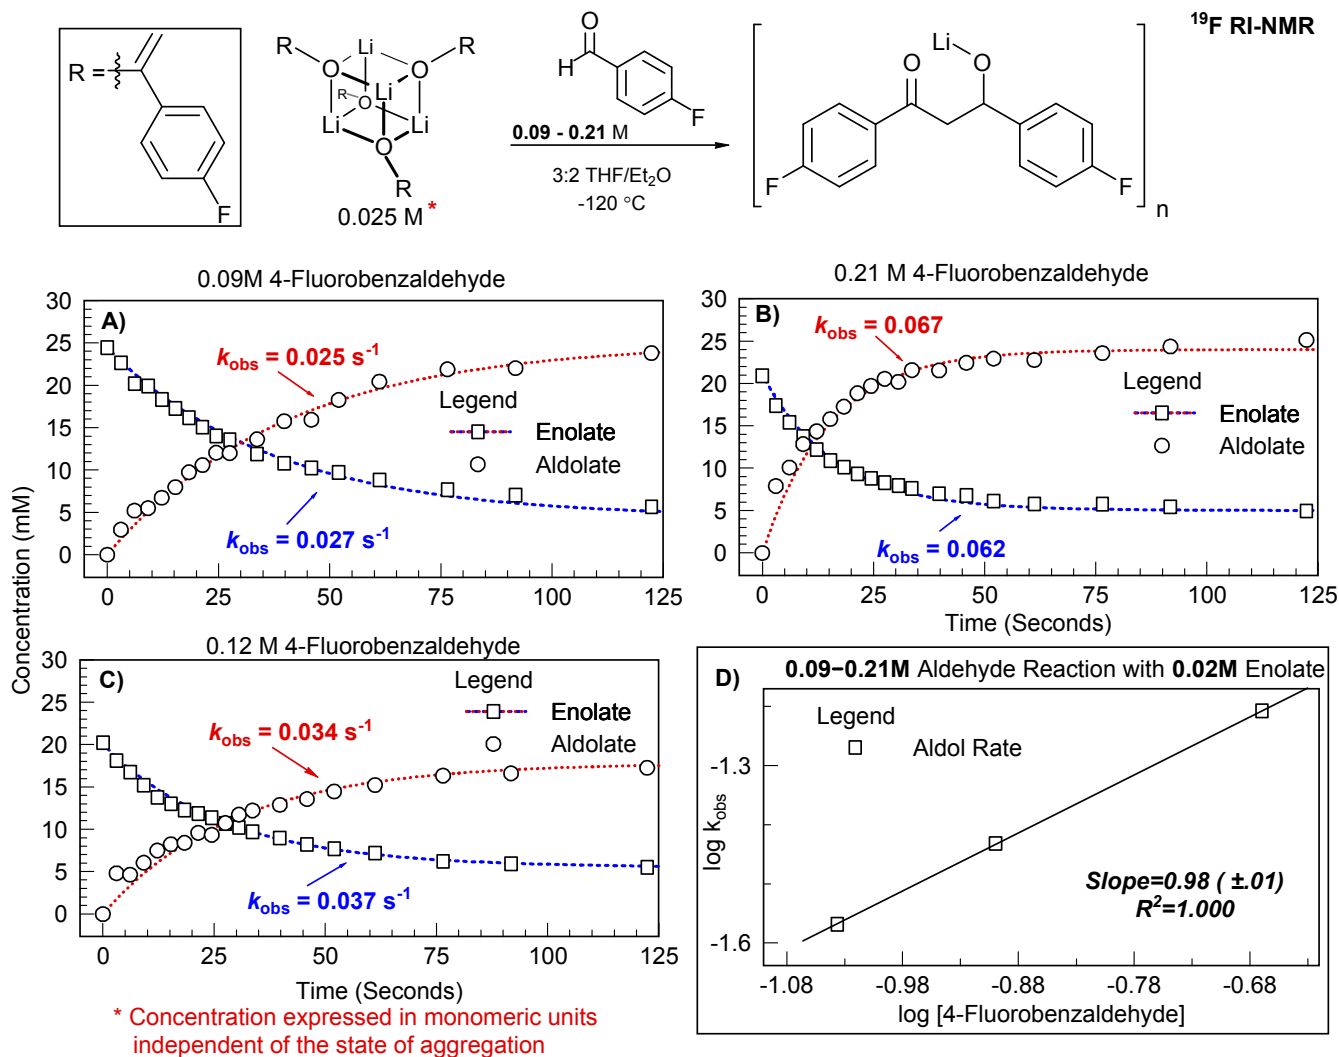 ¹⁹F RI-NMR
R =
F
R
Li
R
O
O
Li
R
O
Li
Li
O
R
0.025 M *
O
H
F
0.09 - 0.21 M
3:2 THF/Et₂O
-120 °C
Li
O
O
F
F
n
0.09M 4-Fluorobenzaldehyde
A)
30
25
20
15
10
5
0
k_obs = 0.025 s⁻¹
Legend
Enolate
Aldolate
k_obs = 0.027 s⁻¹
0 25 50 75 100 125
0.21 M 4-Fluorobenzaldehyde
B)
30
25
20
15
10
5
0
k_obs = 0.067
Legend
Enolate
Aldolate
k_obs = 0.062
0 25 50 75 100 125
Time (Seconds)
Concentration (mM)
0.12 M 4-Fluorobenzaldehyde
C)
30
25
20
15
10
5
0
Legend
Enolate
Aldolate
k_obs = 0.034 s⁻¹
k_obs = 0.037 s⁻¹
0 25 50 75 100 125
Time (Seconds)
* Concentration expressed in monomeric units
independent of the state of aggregation
D) 0.09−0.21M Aldehyde Reaction with 0.02M Enolate
Legend
Aldol Rate
-1.3
-1.6
log k_obs
Slope=0.98 ( ±.01)
R²=1.000
-1.08 -0.98 -0.88 -0.78 -0.68
log [4-Fluorobenzaldehyde]